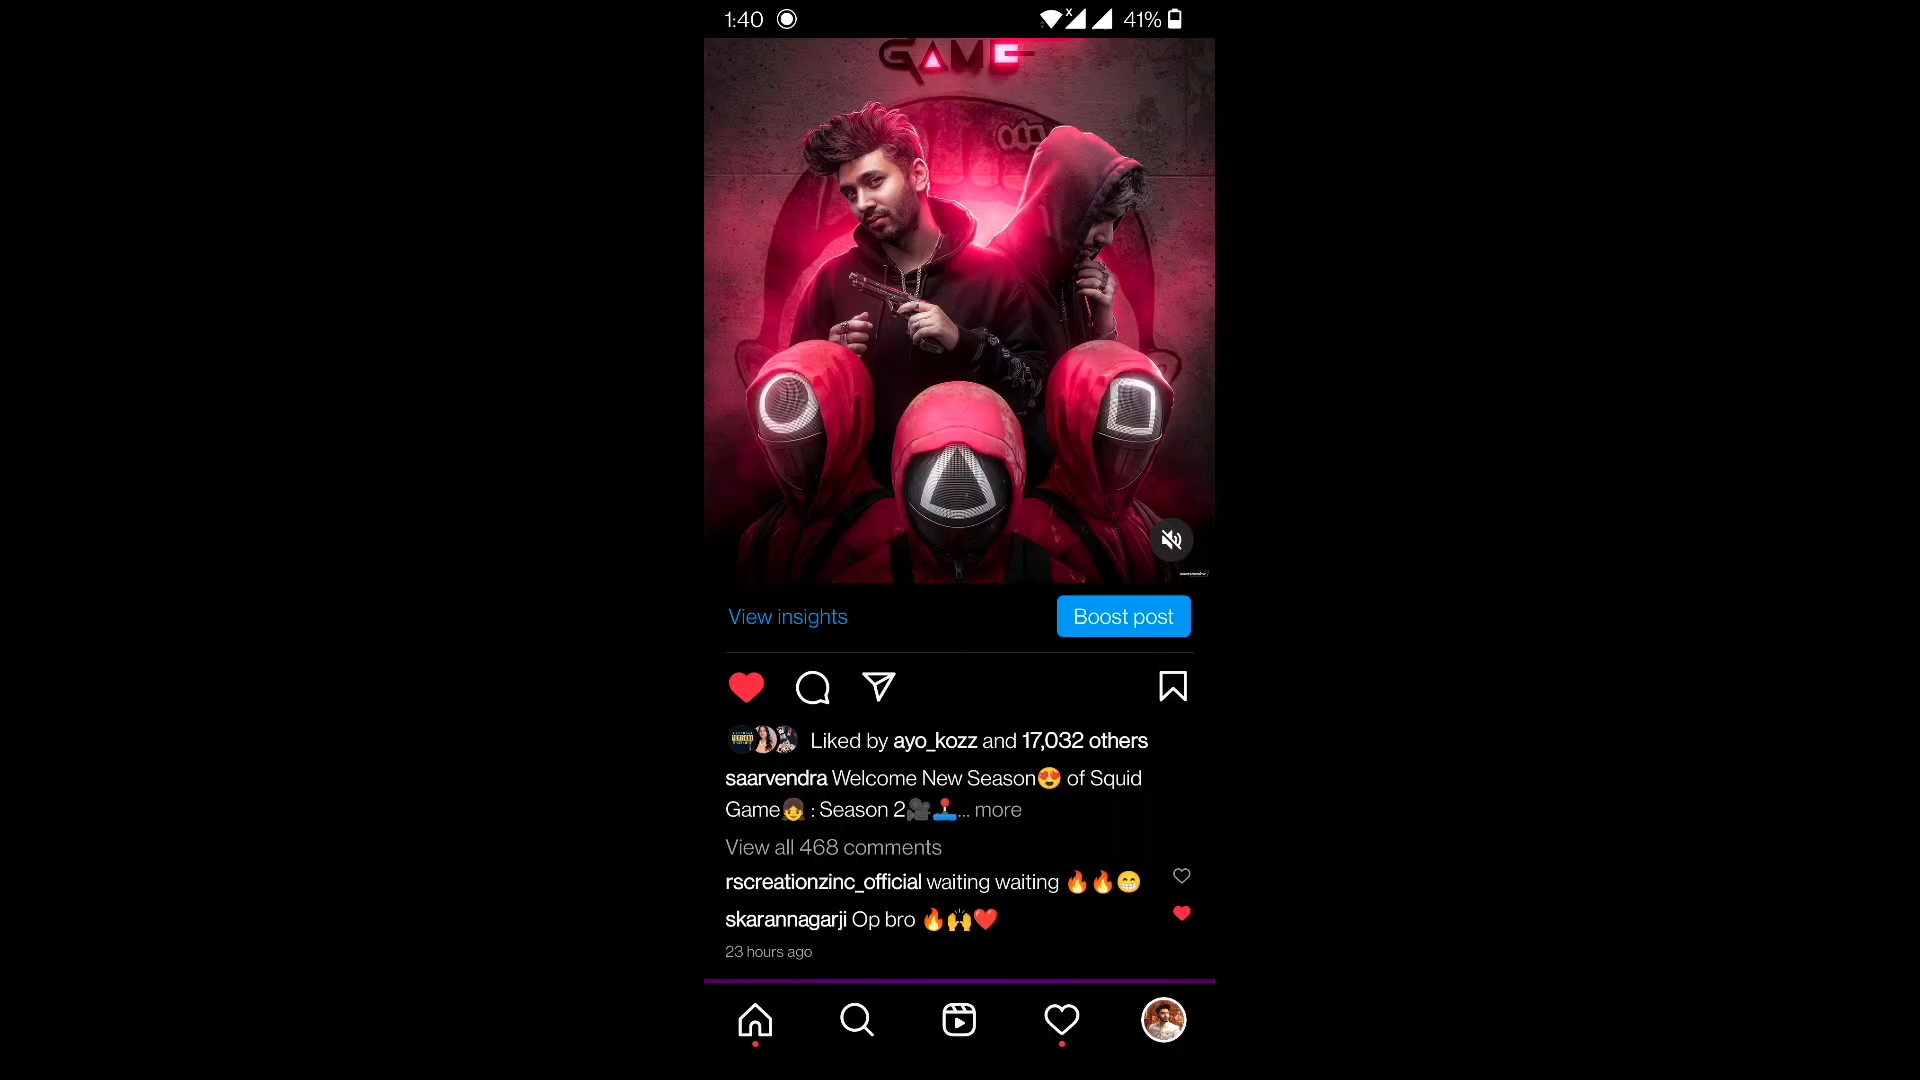 1:40
x
41%
GAME
View insights
Boost post
Liked by ayo_kozz and 17,032 others
saarvendra Welcome New Season😍 of Squid
Game👧 : Season 2🎥🕹️... more
View all 468 comments
rscreationzinc_official waiting waiting 🔥🔥😁
skarannagarji Op bro 🔥🙌❤️
23 hours ago